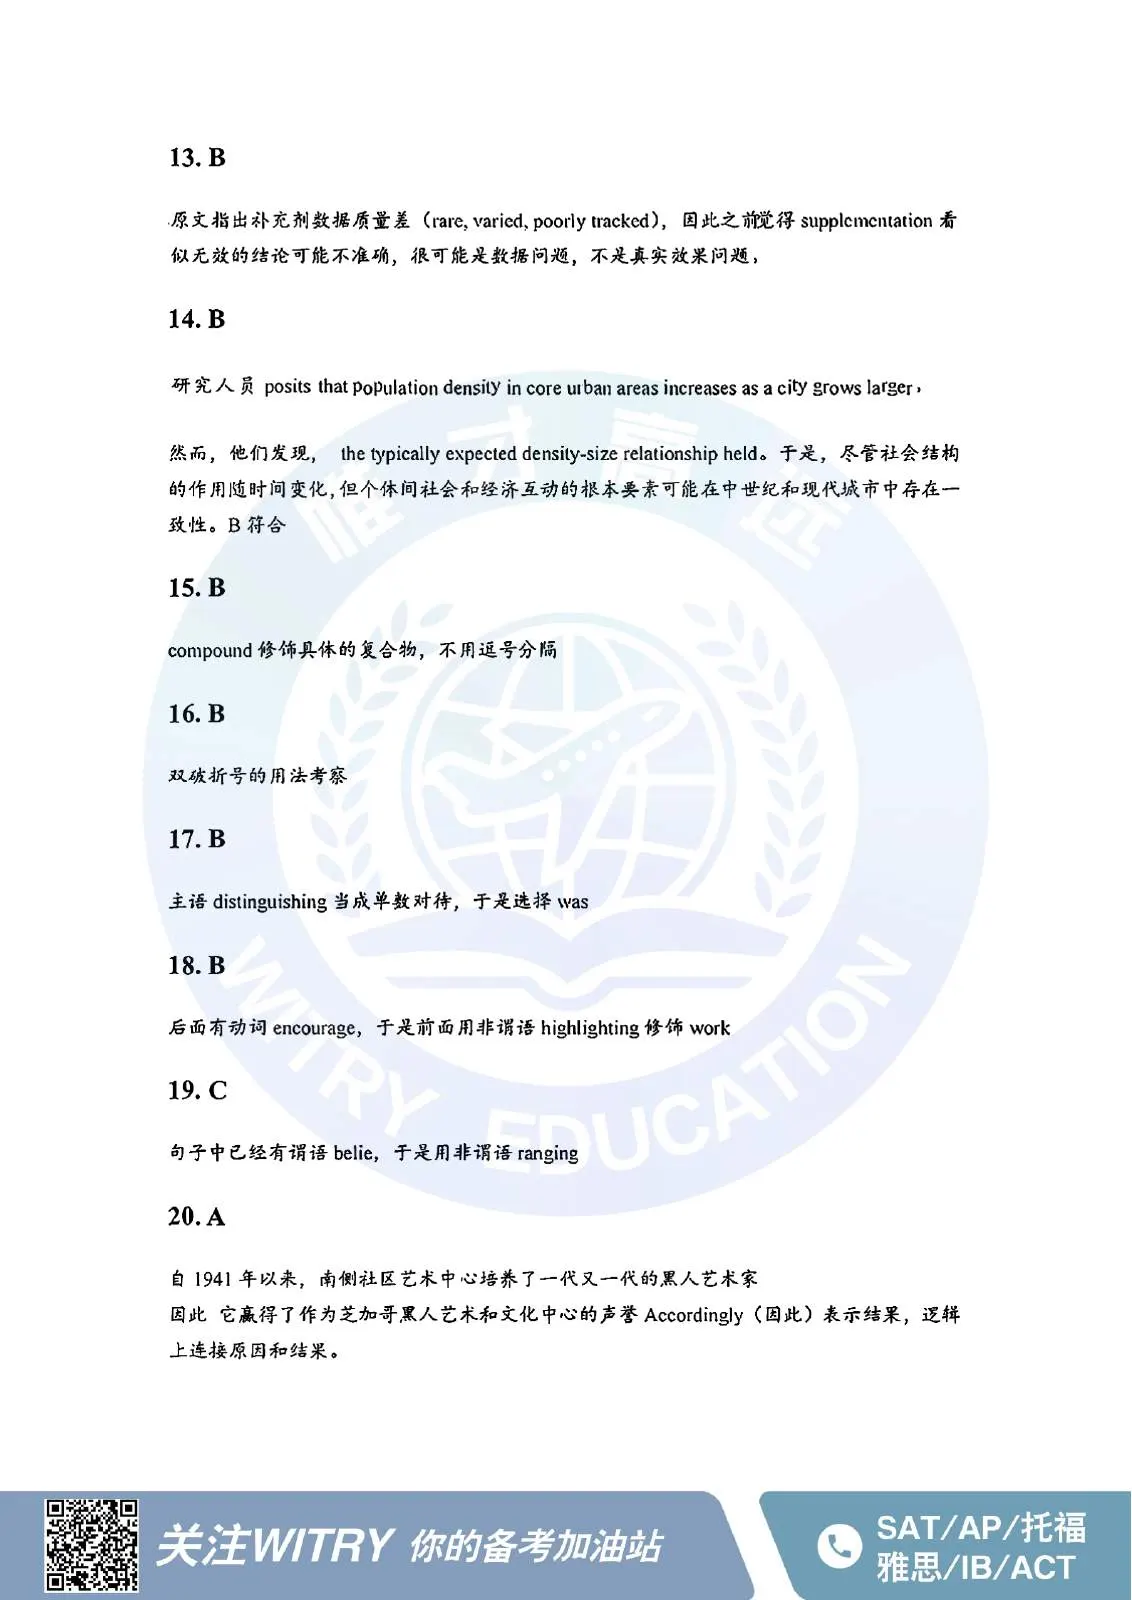 13. B
原文指出补充剂数据质量差（rare, varied, poorly tracked），因此之前觉得 supplementation 看
似无效的结论可能不准确，很可能是数据问题，不是真实效果问题，
14. B
研究人员 posits that population density in core urban areas increases as a city grows larger，
然而，他们发现， the typically expected density-size relationship held。于是，尽管社会结构
的作用随时间变化，但个体间社会和经济互动的根本要素可能在中世纪和现代城市中存在一
致性。B 符合
15. B
compound 修饰具体的复合物，不用逗号分隔
16. B
双破折号的用法考察
17. B
主语 distinguishing 当成单数对待，于是选择 was
18. B
后面有动词 encourage，于是前面用非谓语 highlighting 修饰 work
19. C
句子中已经有谓语 belie，于是用非谓语 ranging
20. A
自 1941 年以来，南侧社区艺术中心培养了一代又一代的黑人艺术家
因此 它赢得了作为芝加哥黑人艺术和文化中心的声誉 Accordingly（因此）表示结果，逻辑
上连接原因和结果。
唯才高远
WITRY EDUCATION
关注WITRY 你的备考加油站
SAT/AP/托福
雅思/IB/ACT